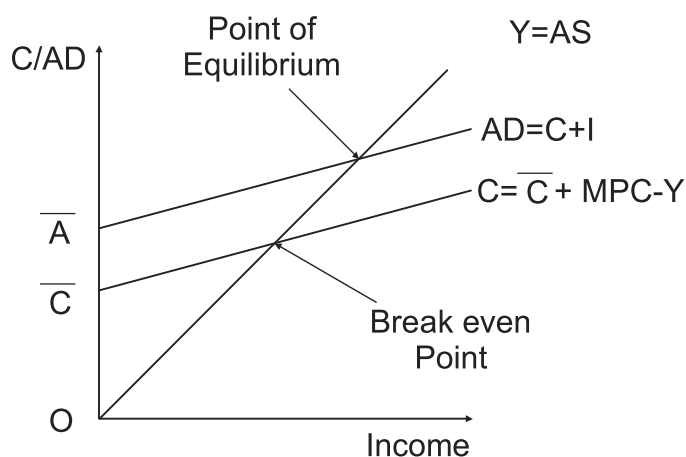 Point of
Equilibrium
Y=AS
C/AD
AD=C+I
C= C̅ + MPC-Y
A̅
C̅
Break even
Point
O
Income